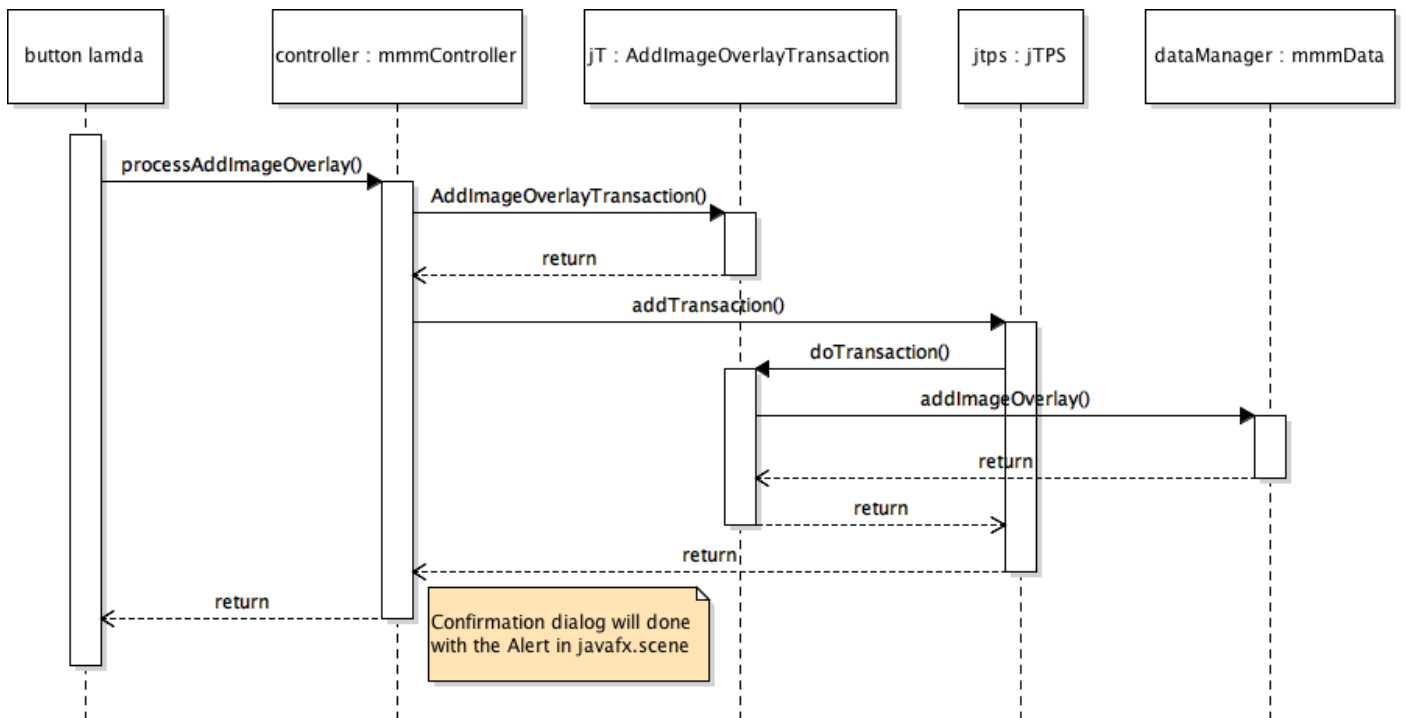 button lamda
controller : mmmController
jT : AddImageOverlayTransaction
jtps : jTPS
dataManager : mmmData
processAddImageOverlay()
AddImageOverlayTransaction()
return
addTransaction()
doTransaction()
addImageOverlay()
return
return
return
return
Confirmation dialog will done
with the Alert in javafx.scene